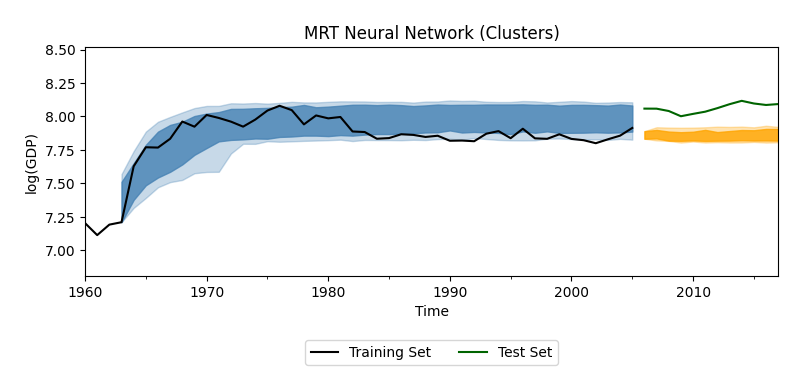 MRT Neural Network (Clusters)
log(GDP)
8.50
8.25
8.00
7.75
7.50
7.25
7.00
1960 1970 1980 1990 2000 2010
Time
Training Set Test Set